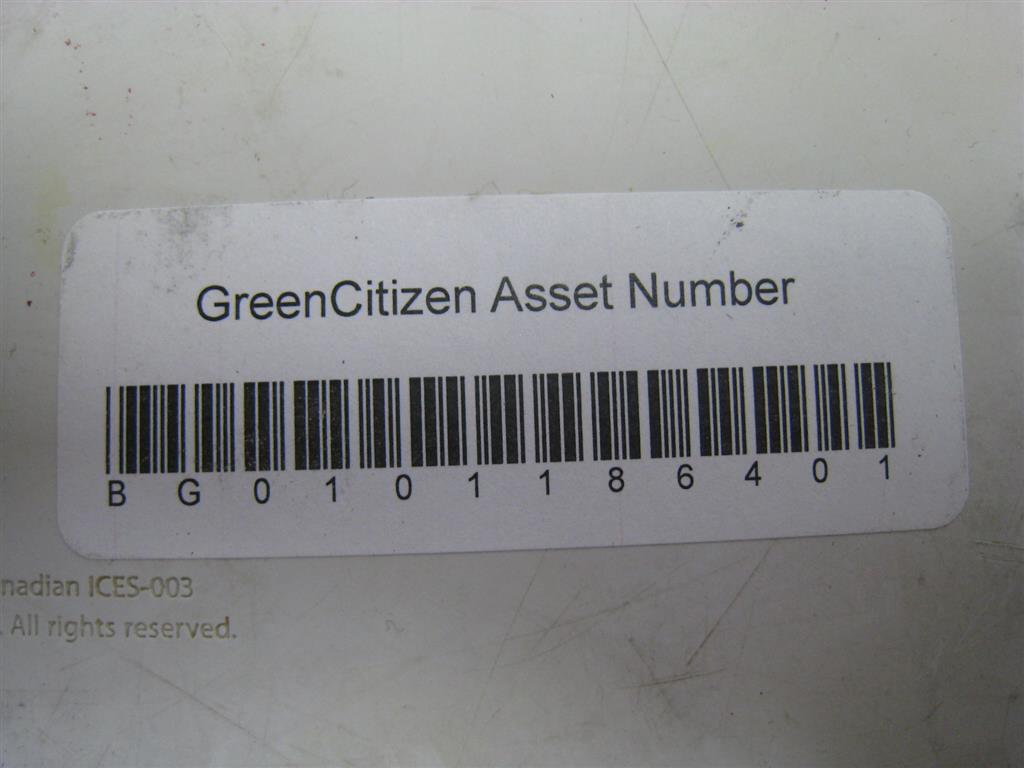 GreenCitizen Asset Number
B G 0 1 0 1 1 8 6 4 0 1
nadian ICES-003
. All rights reserved.